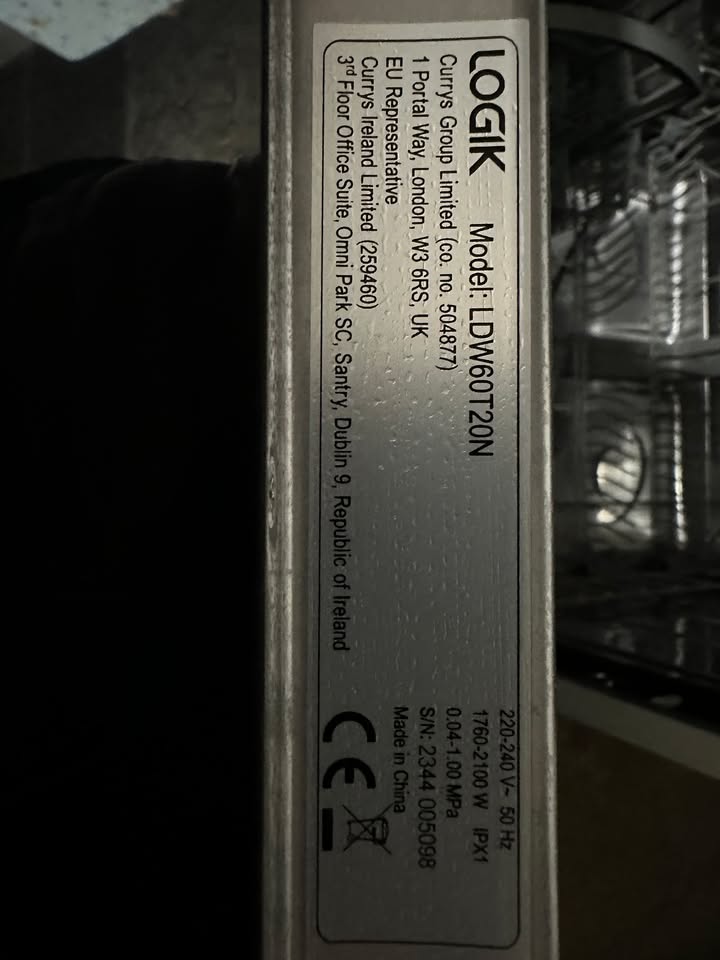 LOGIK Model: LDW60T20N
Currys Group Limited (co. no. 504877)
1 Portal Way, London, W3 6RS, UK
EU Representative
Currys Ireland Limited (259460)
3rd Floor Office Suite, Omni Park SC, Santry, Dublin 9, Republic of Ireland
220-240 V~ 50 Hz
1760-2100 W IPX1
0.04-1.00 MPa
S/N: 2344 005098
Made in China
CE